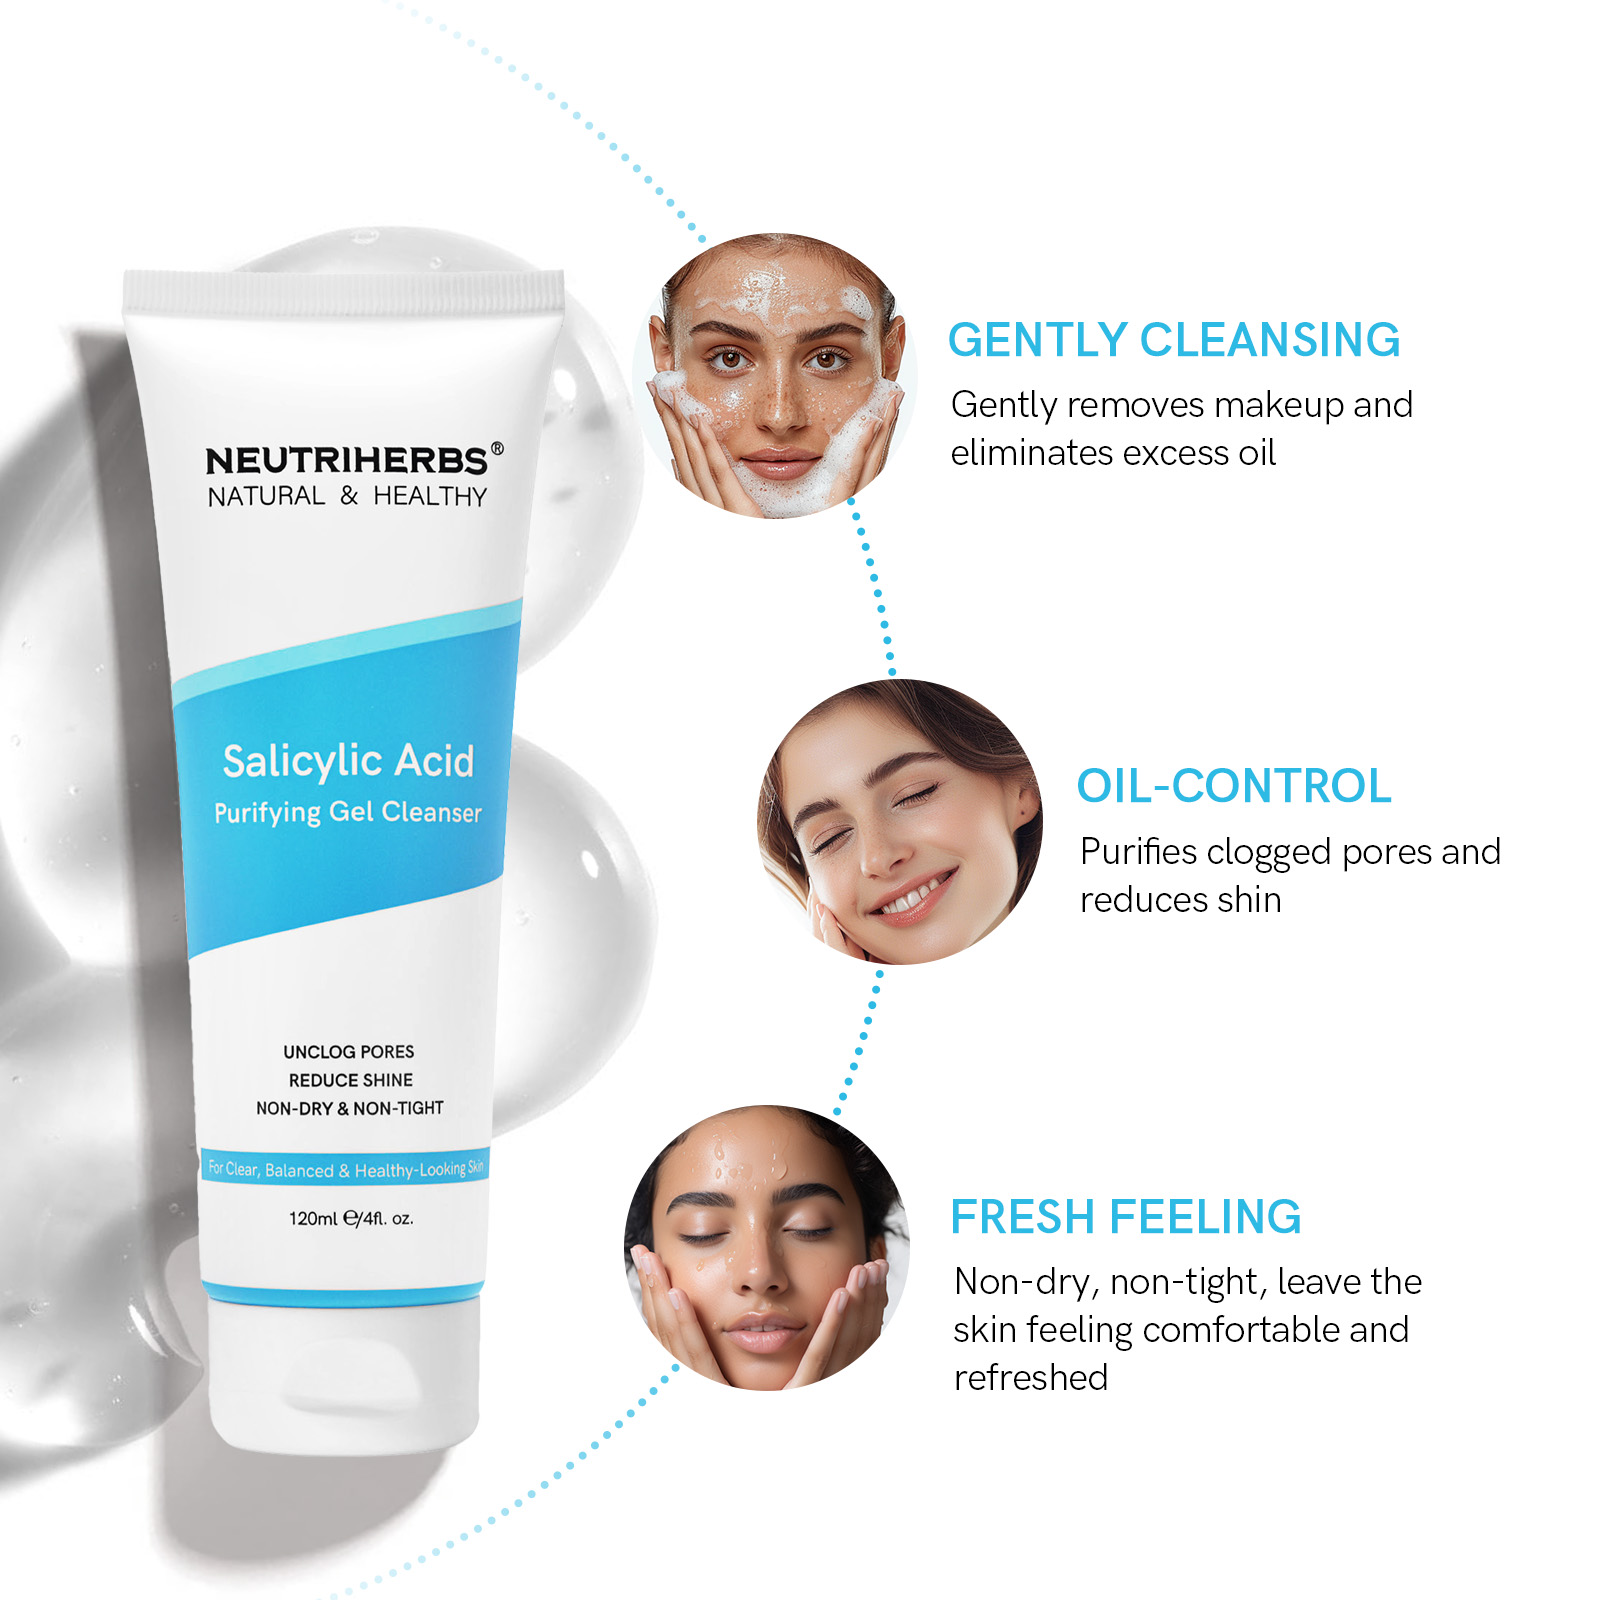 NEUTRIHERBS®
NATURAL & HEALTHY
Salicylic Acid
Purifying Gel Cleanser
UNCLOG PORES
REDUCE SHINE
NON-DRY & NON-TIGHT
For Clear, Balanced & Healthy-Looking Skin
120ml ℮/4fl. oz.
GENTLY CLEANSING
Gently removes makeup and
eliminates excess oil
OIL-CONTROL
Purifies clogged pores and
reduces shin
FRESH FEELING
Non-dry, non-tight, leave the
skin feeling comfortable and
refreshed